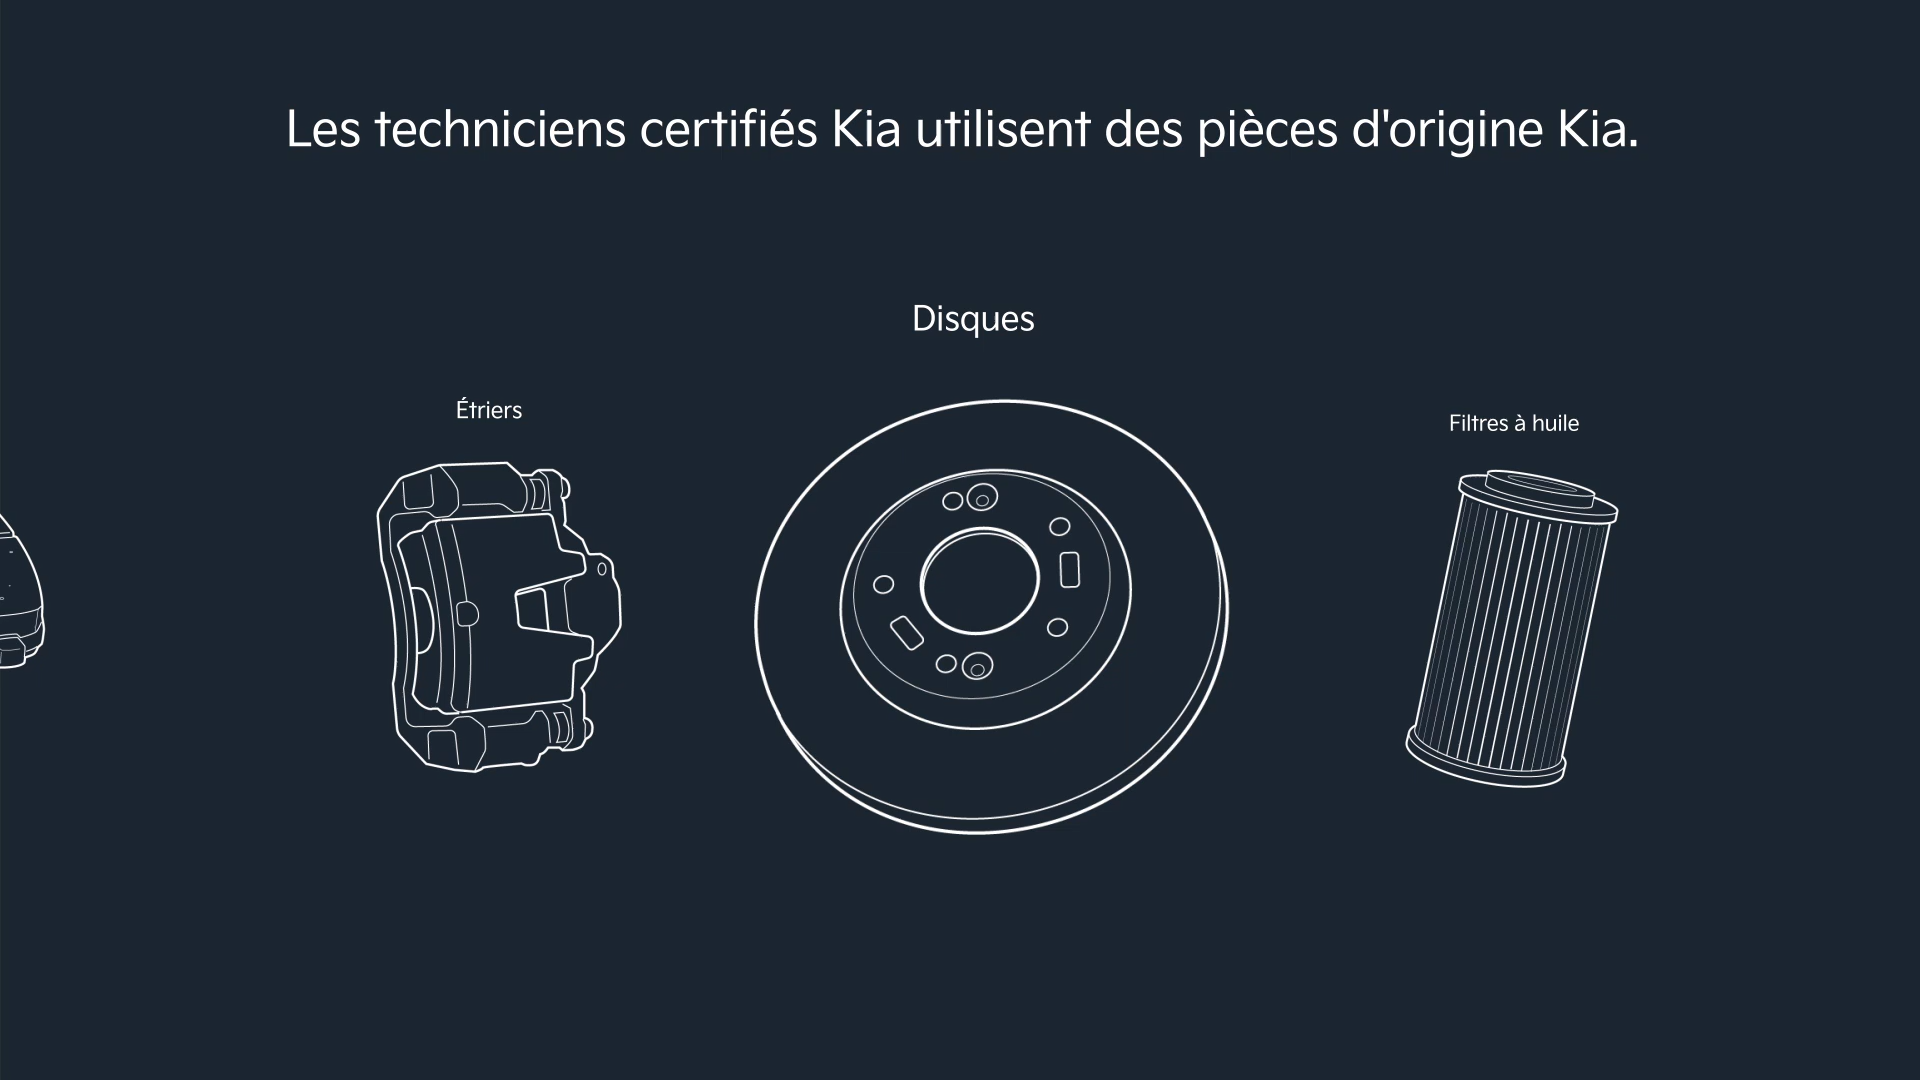 Les techniciens certifiés Kia utilisent des pièces d'origine Kia.
Disques
Étriers
Filtres à huile